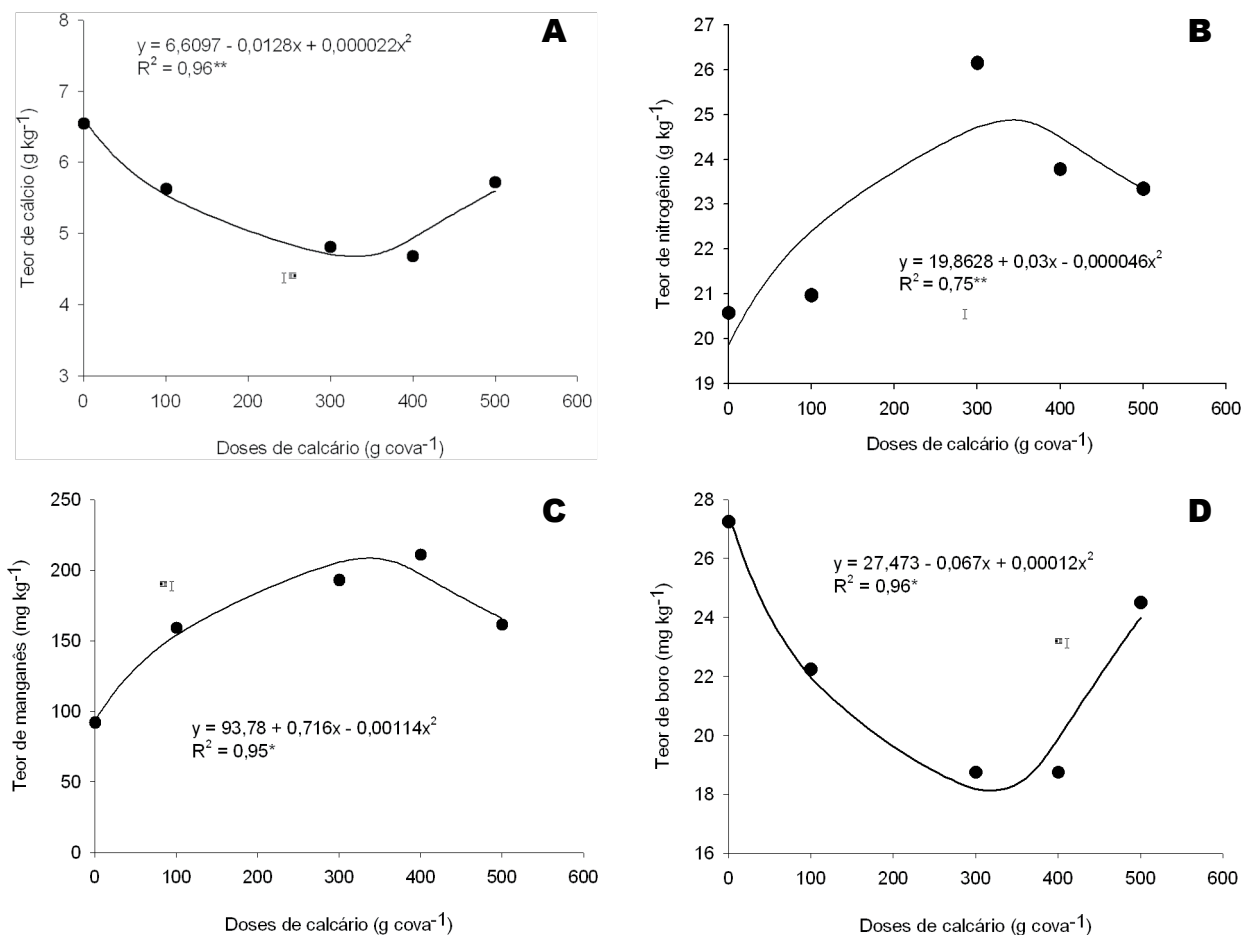 A
y = 6,6097 - 0,0128x + 0,000022x²
R² = 0,96**
Teor de cálcio (g kg⁻¹)
8
7
6
5
4
3
0 100 200 300 400 500 600
Doses de calcário (g cova⁻¹)
B
Teor de nitrogênio (g kg⁻¹)
27
26
25
24
23
22
21
20
19
y = 19,8628 + 0,03x - 0,000046x²
R² = 0,75**
0 100 200 300 400 500 600
Doses de calcário (g cova⁻¹)
C
Teor de manganês (mg kg⁻¹)
250
200
150
100
50
0
y = 93,78 + 0,716x - 0,00114x²
R² = 0,95*
0 100 200 300 400 500 600
Doses de calcário (g cova⁻¹)
D
y = 27,473 - 0,067x + 0,00012x²
R² = 0,96*
Teor de boro (mg kg⁻¹)
28
26
24
22
20
18
16
0 100 200 300 400 500 600
Doses de calcário (g cova⁻¹)